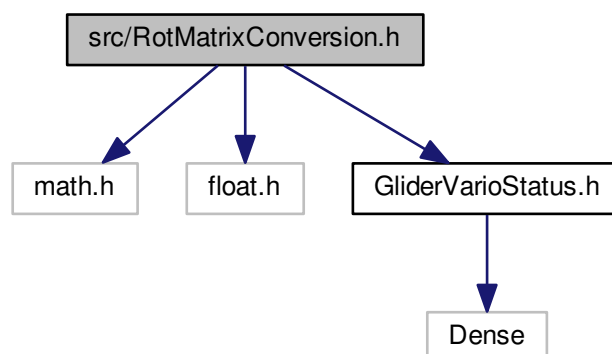 src/RotMatrixConversion.h
math.h
float.h
GliderVarioStatus.h
Dense